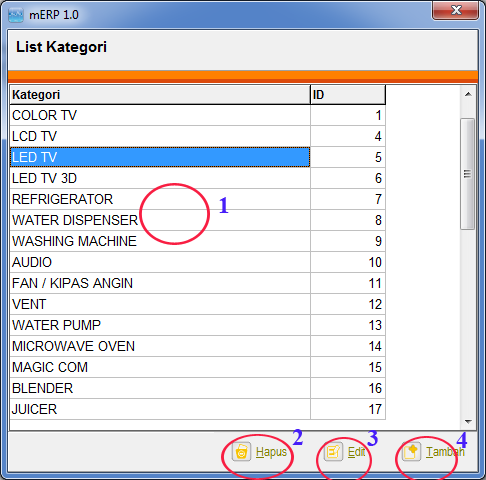 mERP 1.0
List Kategori
Kategori ID
COLOR TV 1
LCD TV 4
LED TV 5
LED TV 3D 6
REFRIGERATOR 7
1
WATER DISPENSER 8
WASHING MACHINE 9
AUDIO 10
FAN / KIPAS ANGIN 11
VENT 12
WATER PUMP 13
MICROWAVE OVEN 14
MAGIC COM 15
BLENDER 16
JUICER 17
2 3 4
Hapus Edit Tambah